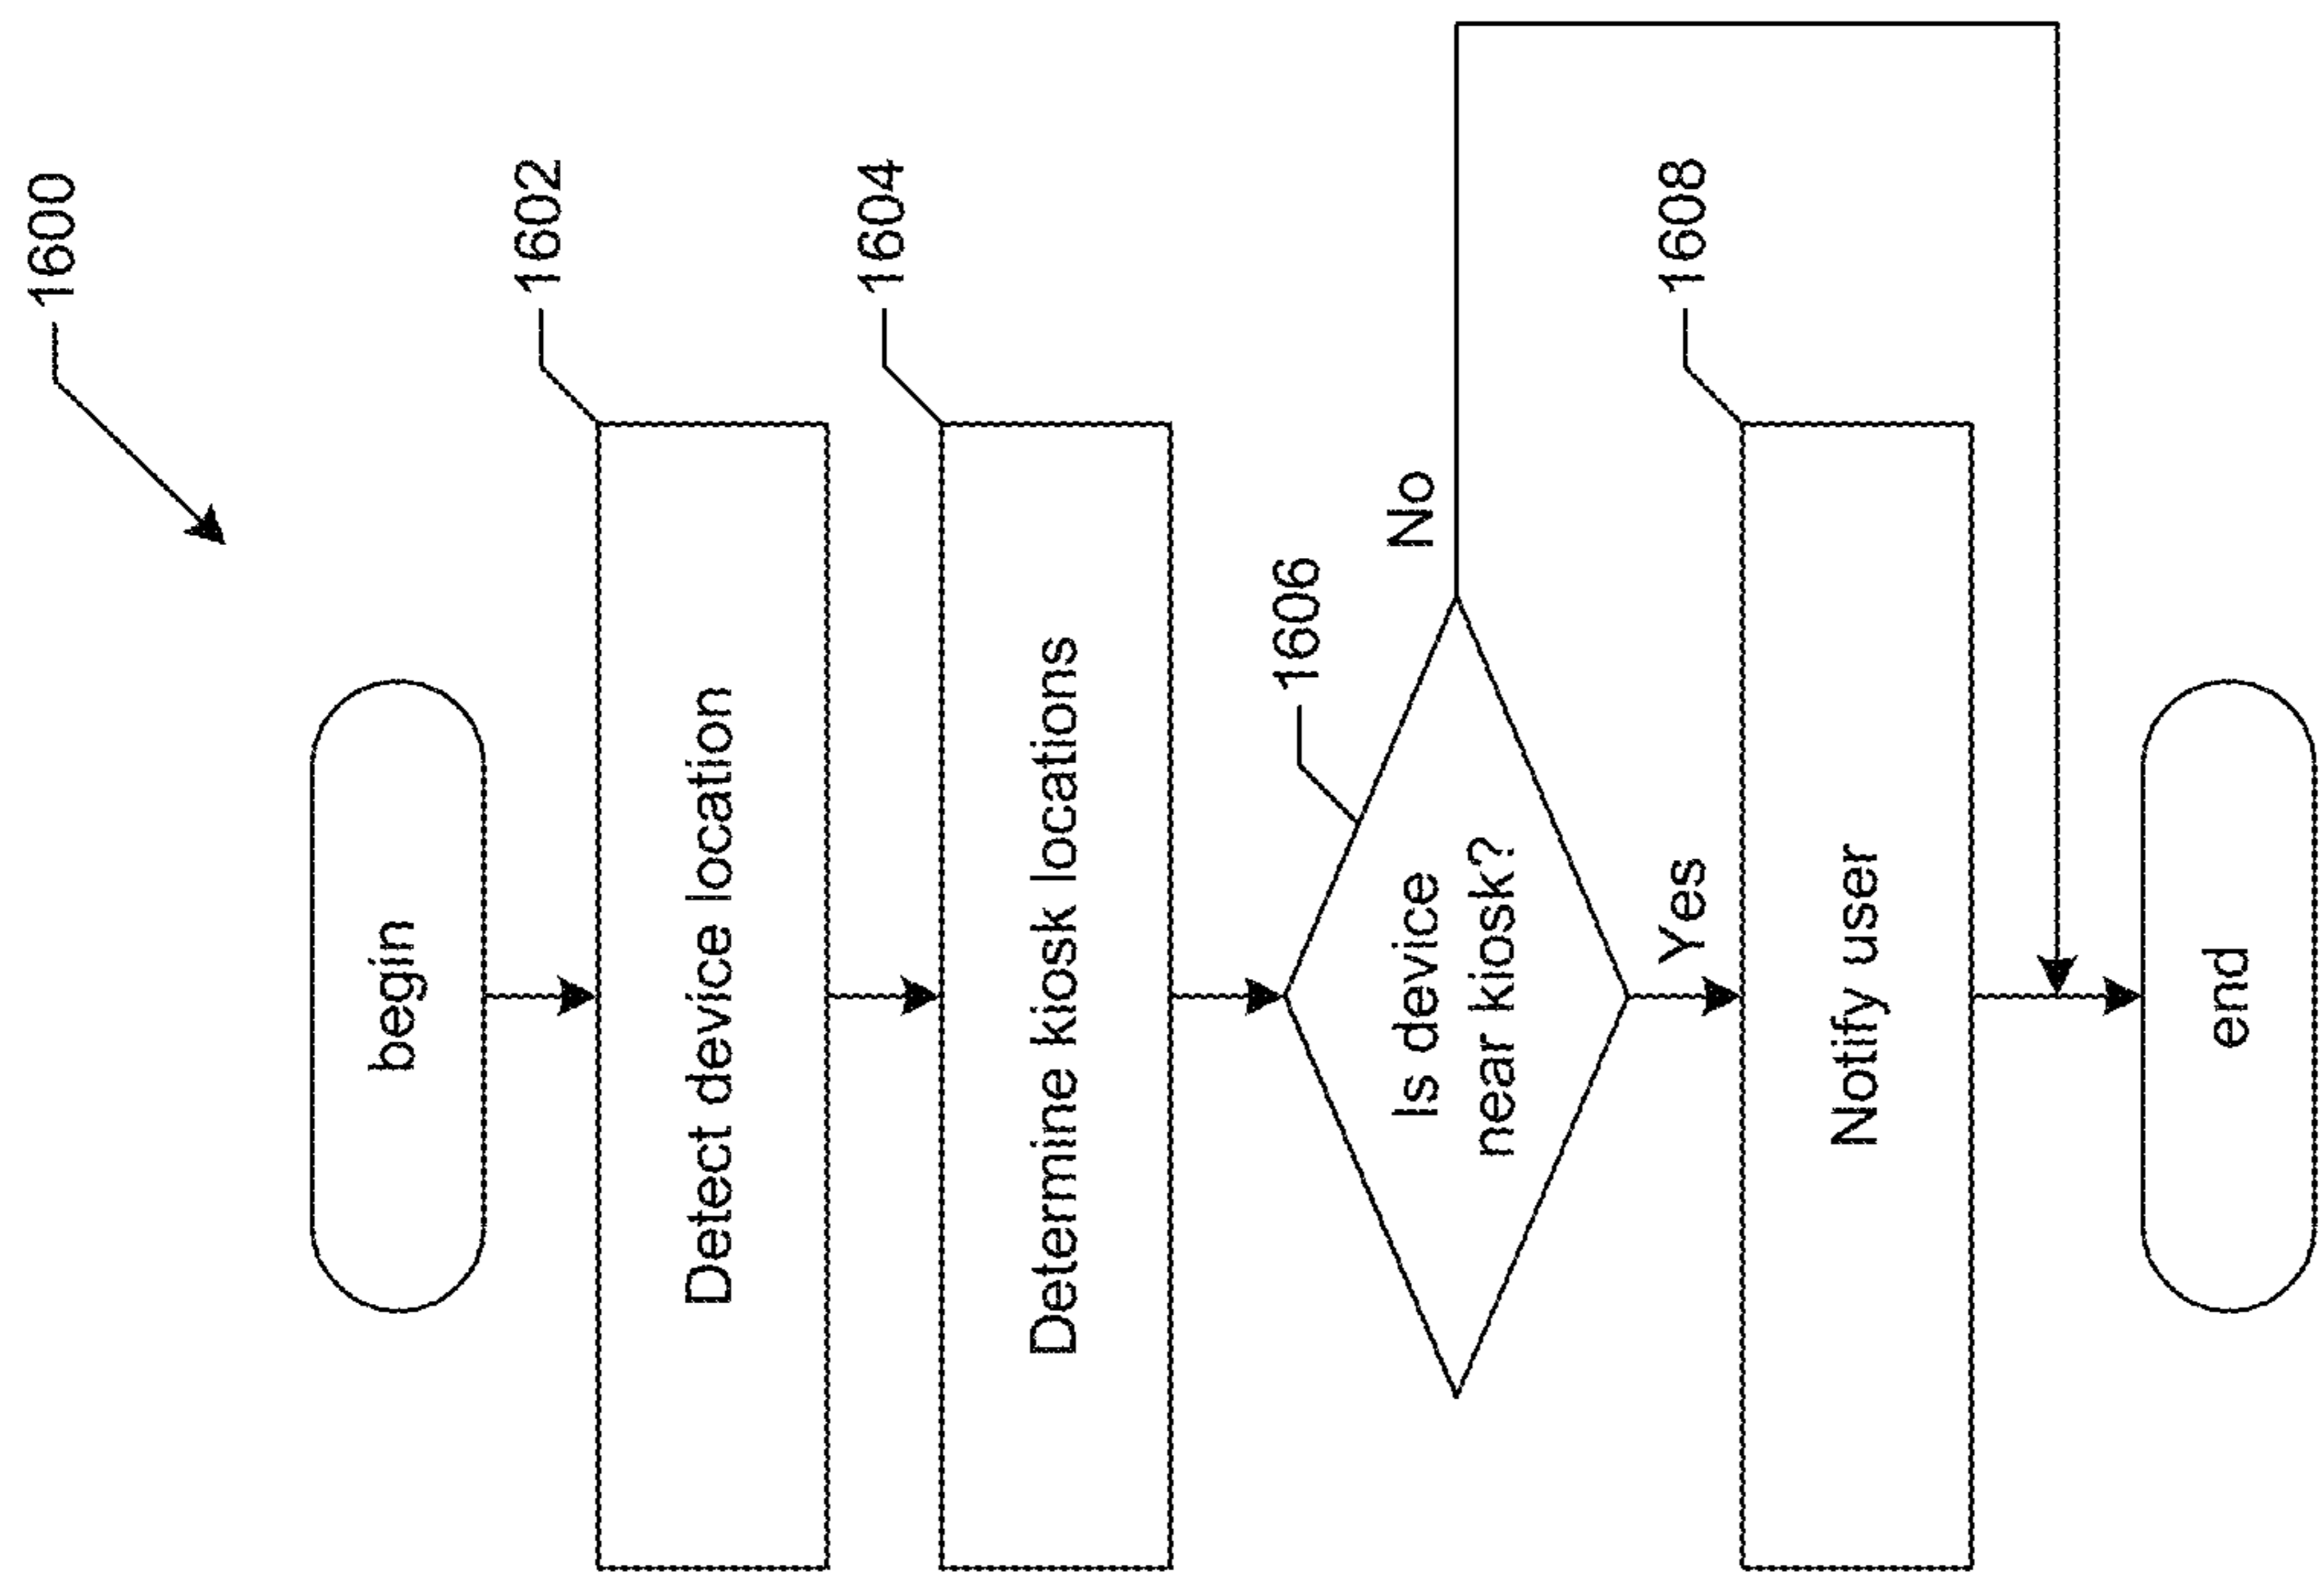 1600
begin
1602
Detect device location
1604
Determine kiosk locations
1606
Is device
near kiosk?
No
Yes
1608
Notify user
end